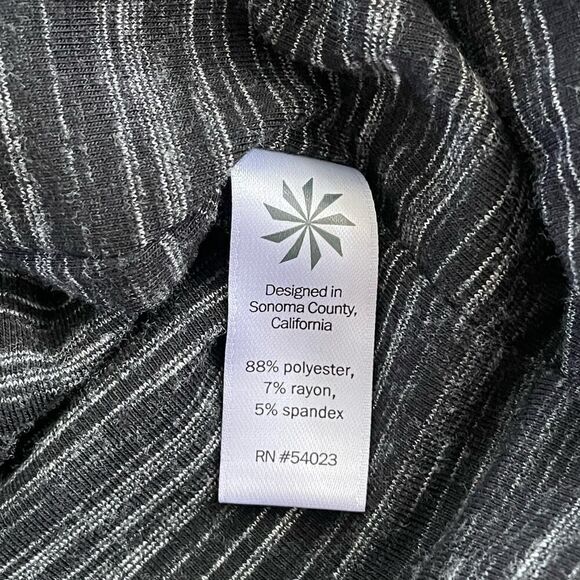 Designed in
Sonoma County,
California
88% polyester,
7% rayon,
5% spandex
RN #54023